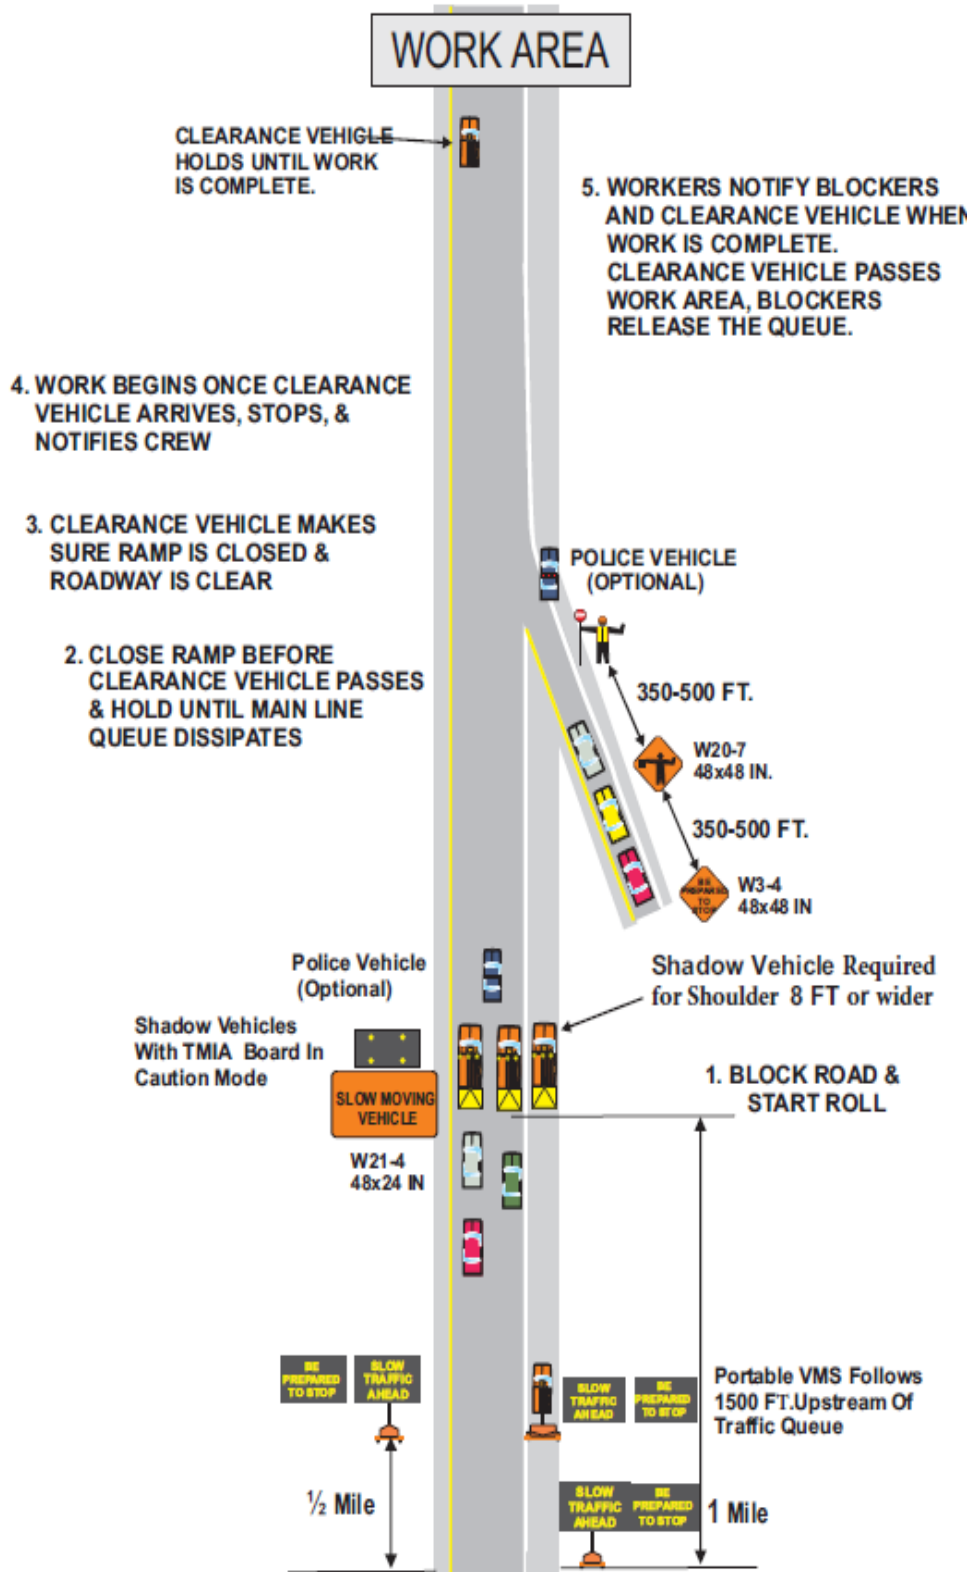 WORK AREA
CLEARANCE VEHICLE
HOLDS UNTIL WORK
IS COMPLETE.
5. WORKERS NOTIFY BLOCKERS
AND CLEARANCE VEHICLE WHEN
WORK IS COMPLETE.
CLEARANCE VEHICLE PASSES
WORK AREA, BLOCKERS
RELEASE THE QUEUE.
4. WORK BEGINS ONCE CLEARANCE
VEHICLE ARRIVES, STOPS, &
NOTIFIES CREW
3. CLEARANCE VEHICLE MAKES
SURE RAMP IS CLOSED &
ROADWAY IS CLEAR
POLICE VEHICLE
(OPTIONAL)
2. CLOSE RAMP BEFORE
CLEARANCE VEHICLE PASSES
& HOLD UNTIL MAIN LINE
QUEUE DISSIPATES
350-500 FT.
W20-7
48x48 IN.
350-500 FT.
BE
PREPARED
TO
STOP
W3-4
48x48 IN
Police Vehicle
(Optional)
Shadow Vehicle Required
for Shoulder 8 FT or wider
Shadow Vehicles
With TMIA Board In
Caution Mode
SLOW MOVING
VEHICLE
1. BLOCK ROAD &
START ROLL
W21-4
48x24 IN
BE
PREPARED
TO STOP
SLOW
TRAFFIC
AHEAD
SLOW
TRAFFIC
AHEAD
BE
PREPARED
TO STOP
Portable VMS Follows
1500 FT.Upstream Of
Traffic Queue
½ Mile
SLOW
TRAFFIC
AHEAD
BE
PREPARED
TO STOP
1 Mile